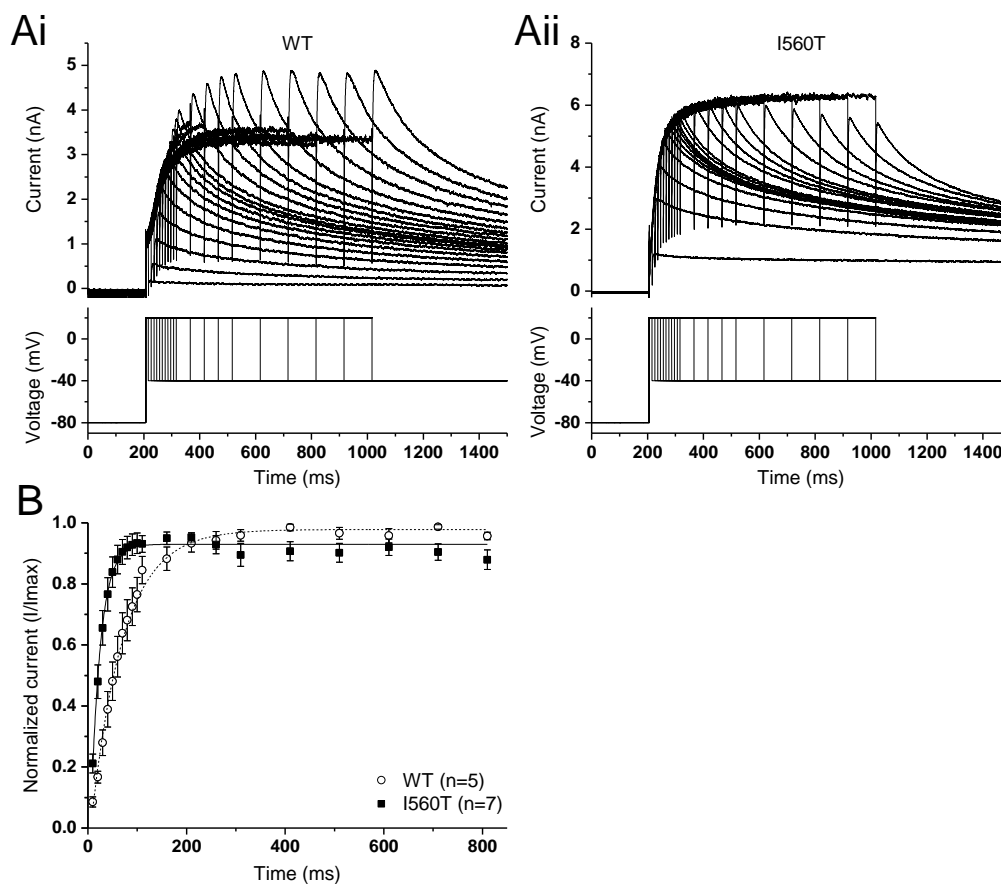 Ai
WT
Current (nA)
5
4
3
2
1
0
Voltage (mV)
0
-40
-80
0 200 400 600 800 1000 1200 1400
Time (ms)
Aii
I560T
Current (nA)
8
6
4
2
0
Voltage (mV)
0
-40
-80
0 200 400 600 800 1000 1200 1400
Time (ms)
B
Normalized current (I/Imax)
1.0
0.8
0.6
0.4
0.2
0.0
WT (n=5)
I560T (n=7)
0 200 400 600 800
Time (ms)